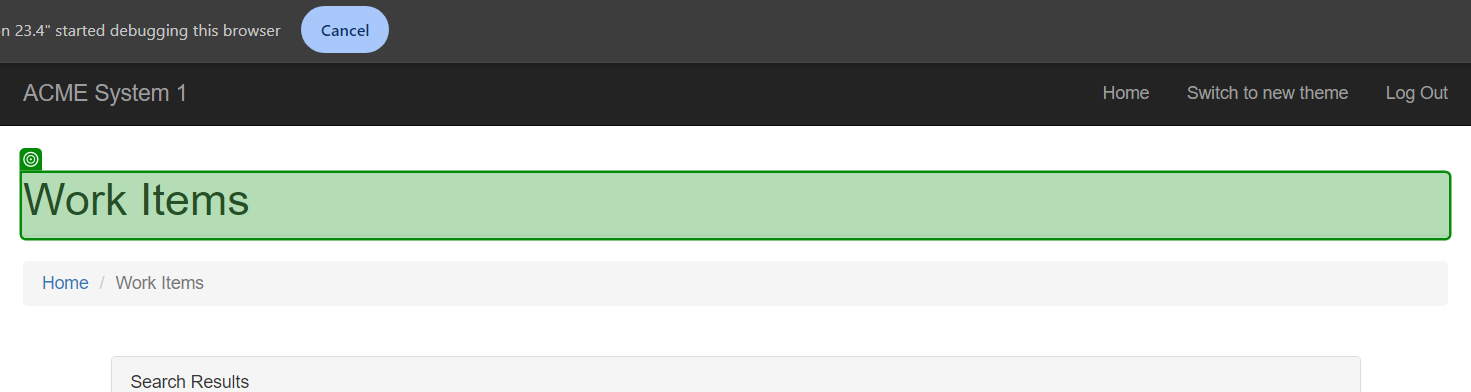 n 23.4" started debugging this browser Cancel
ACME System 1 Home Switch to new theme Log Out
Work Items
Home / Work Items
Search Results